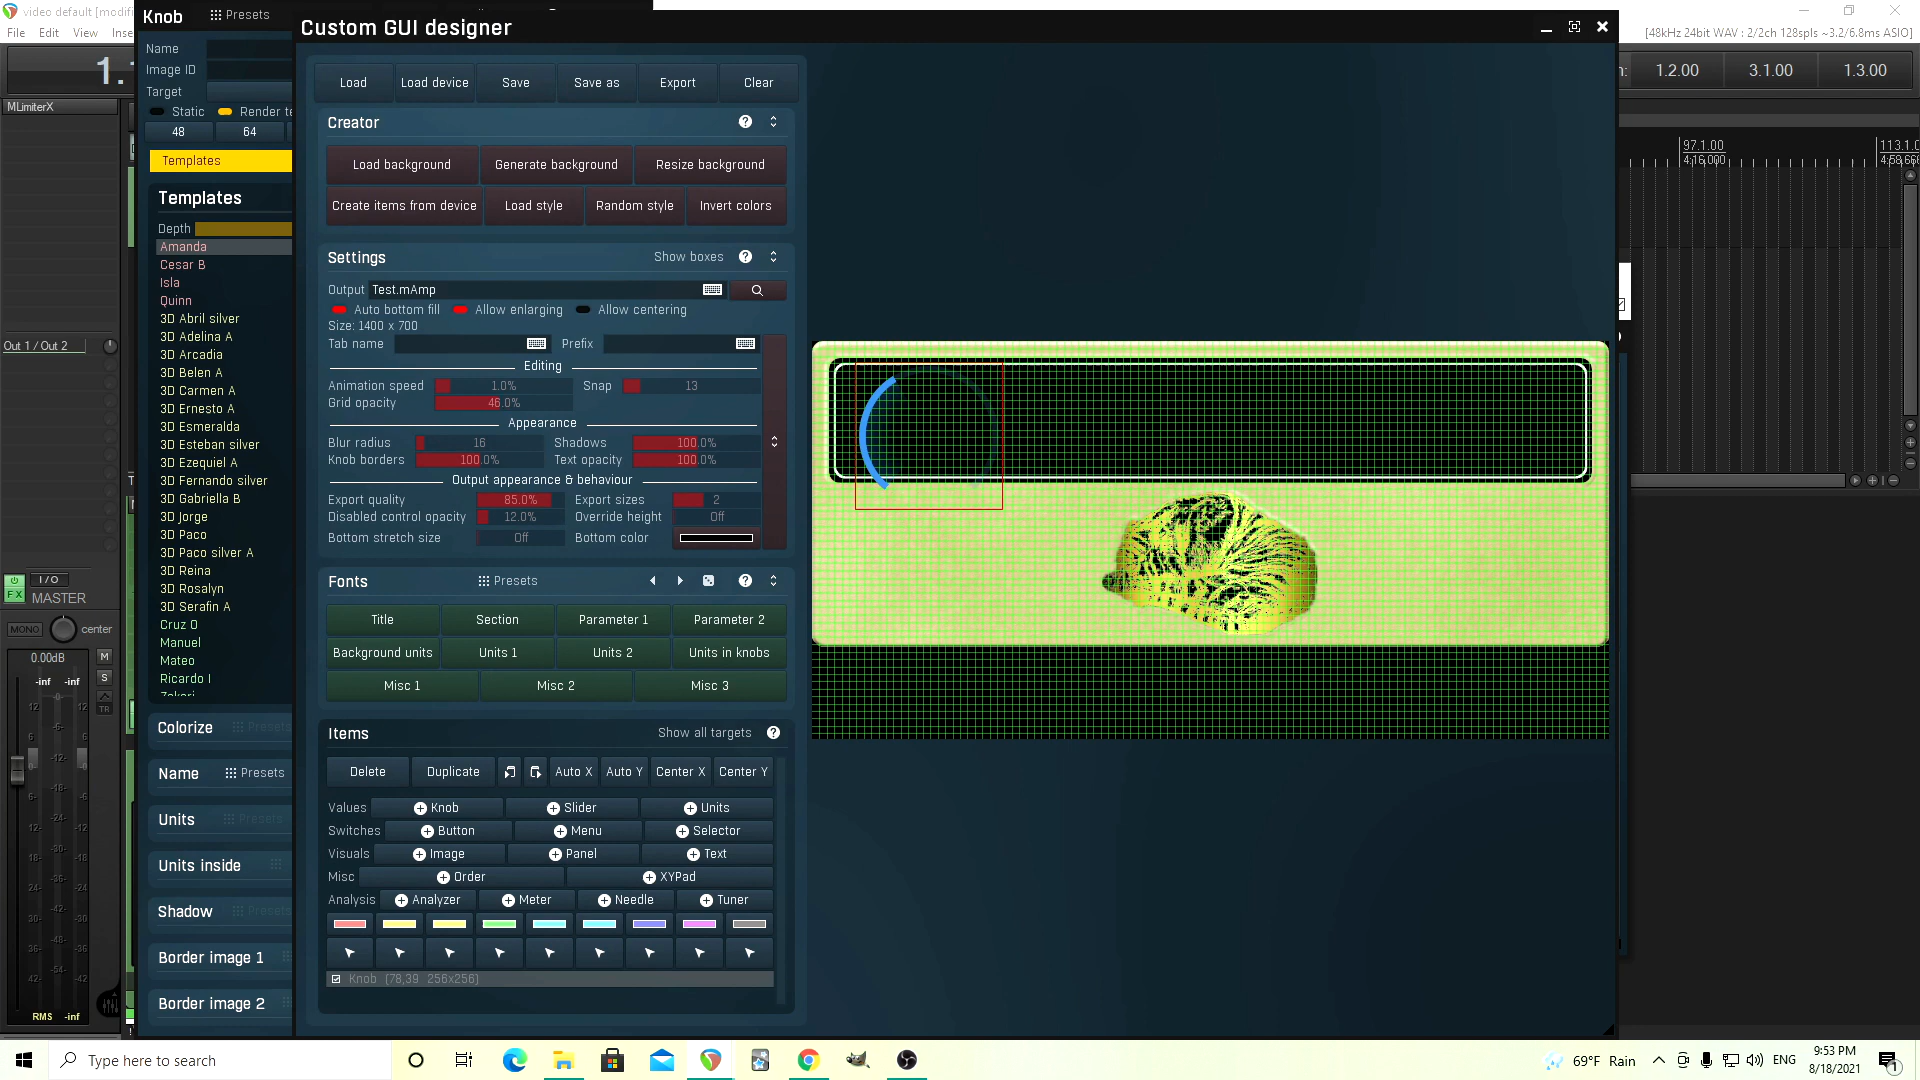 video default [modifi
File Edit View Inse
[48kHz 24bit WAV : 2/2ch 128spls ~3.2/6.8ms ASIO]
Knob
Presets
Name
Image ID
Target
Static
48
64
Templates
Templates
Depth
Amanda
Cesar B
Isla
Quinn
3D Abril silver
3D Adelina A
3D Arcadia
3D Belen A
3D Carmen A
3D Ernesto A
3D Esmeralda
3D Esteban silver
3D Ezequiel A
3D Fernando silver
3D Gabriella B
3D Jorge
3D Paco
3D Paco silver A
3D Reina
3D Rosalyn
3D Serafin A
Cruz O
Manuel
Mateo
Ricardo I
Colorize
Presets
Name
Presets
Units
Presets
Units inside
Shadow
Presets
Border image 1
Border image 2
Custom GUI designer
Load Load device Save Save as Export Clear
Creator
Load background Generate background Resize background
Create items from device Load style Random style Invert colors
Settings Show boxes
Output Test.mAmp
Auto bottom fill Allow enlarging Allow centering
Size: 1400 x 700
Tab name Prefix
Editing
Animation speed 1.0% Snap 13
Grid opacity 46.0%
Appearance
Blur radius 16 Shadows 100.0%
Knob borders 100.0% Text opacity 100.0%
Output appearance & behaviour
Export quality 85.0% Export sizes 2
Disabled control opacity 12.0% Override height Off
Bottom stretch size Off Bottom color
Fonts Presets
Title Section Parameter 1 Parameter 2
Background units Units 1 Units 2 Units in knobs
Misc 1 Misc 2 Misc 3
Items Show all targets
Delete Duplicate Auto X Auto Y Center X Center Y
Values Knob Slider Units
Switches Button Menu Selector
Visuals Image Panel Text
Misc Order XYPad
Analysis Analyzer Meter Needle Tuner
Knob (78,39 256x256)
1.2.00 3.1.00 1.3.00
97.1.00
4:16.000
MLimiterX
Out 1 / Out 2
FX
I/O
MASTER
MONO
center
0.00dB
M
S
TR
-inf -inf
RMS -inf
Type here to search
69°F Rain
ENG
9:53 PM
8/18/2021